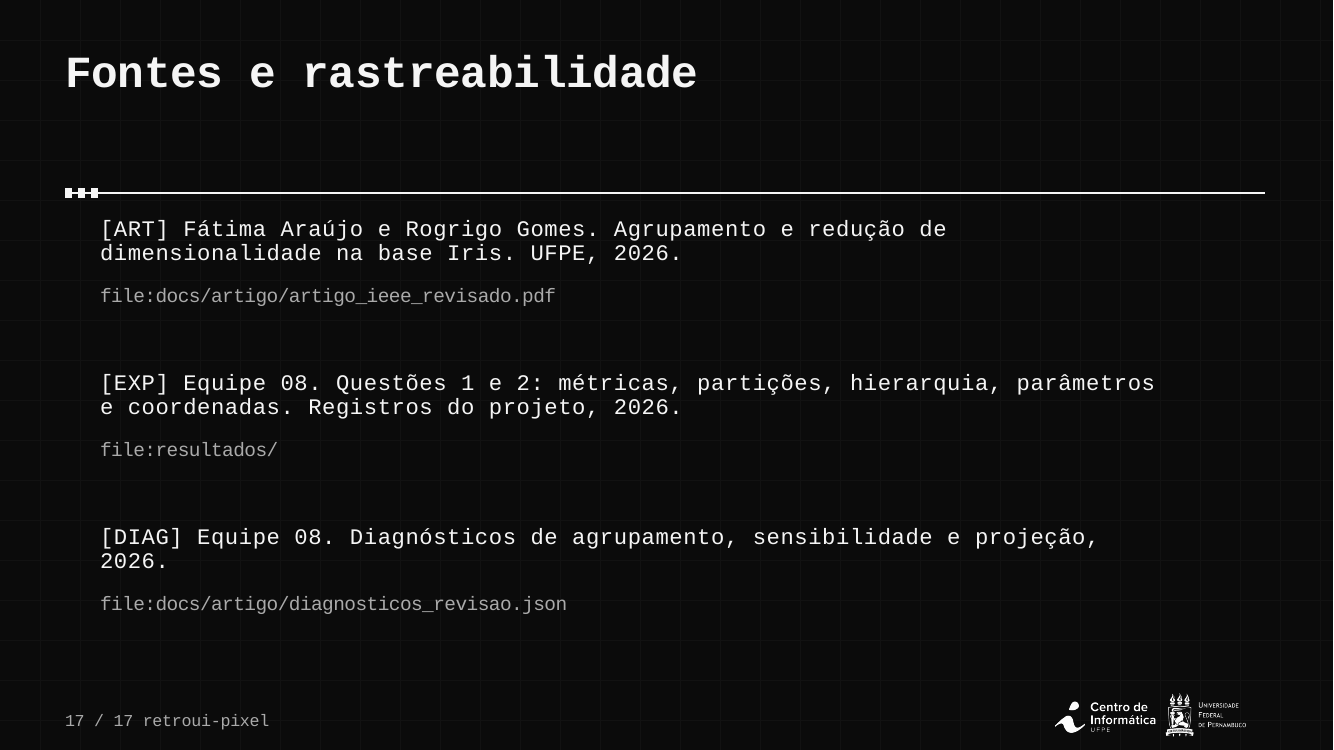 Fontes e rastreabilidade
[ART] Fátima Araújo e Rogrigo Gomes. Agrupamento e redução de
dimensionalidade na base Iris. UFPE, 2026.
file:docs/artigo/artigo_ieee_revisado.pdf
[EXP] Equipe 08. Questões 1 e 2: métricas, partições, hierarquia, parâmetros
e coordenadas. Registros do projeto, 2026.
file:resultados/
[DIAG] Equipe 08. Diagnósticos de agrupamento, sensibilidade e projeção,
2026.
file:docs/artigo/diagnosticos_revisao.json
17 / 17 retroui-pixel
Centro de
Informática
UFPE
Universidade
Federal
de Pernambuco